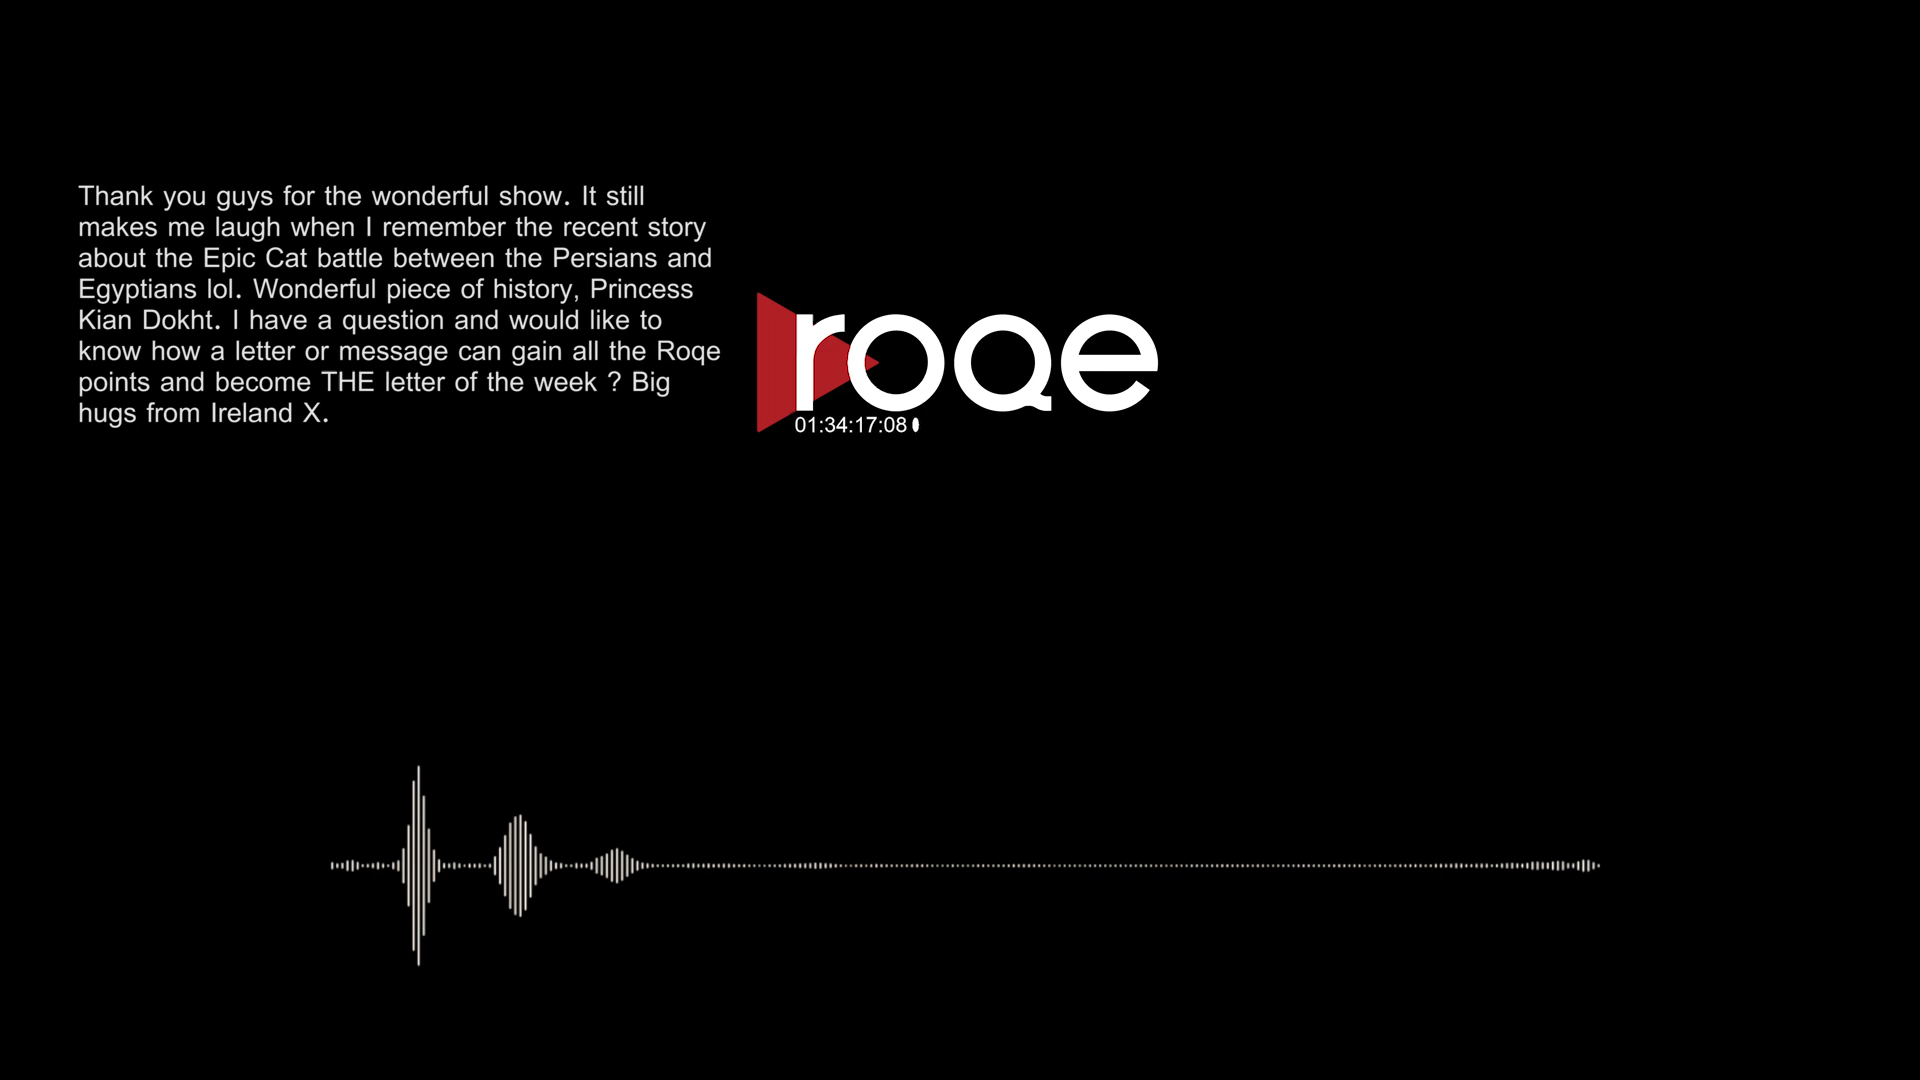 Thank you guys for the wonderful show. It still
makes me laugh when I remember the recent story
about the Epic Cat battle between the Persians and
Egyptians lol. Wonderful piece of history, Princess
Kian Dokht. I have a question and would like to
know how a letter or message can gain all the Roqe
points and become THE letter of the week ? Big
hugs from Ireland X.
roqe
01:34:17:08